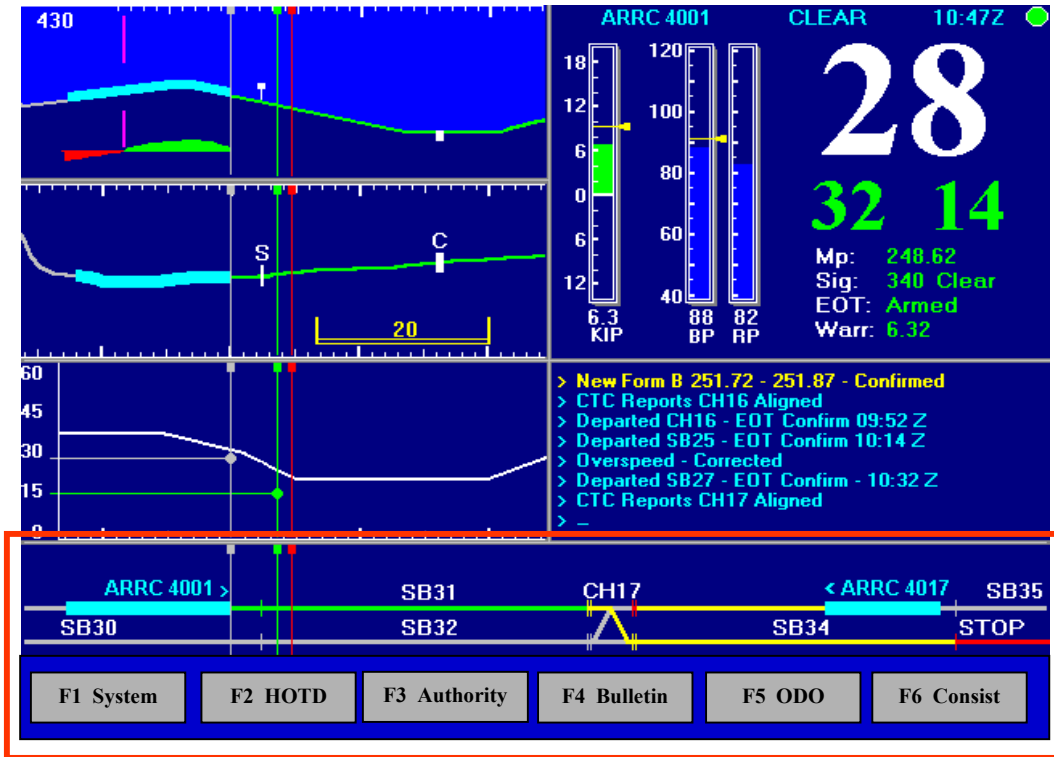 430
ARRC 4001 CLEAR 10:47Z
18
12
6
0
6
12
6.3
KIP
120
100
80
60
40
88 82
BP RP
28
32 14
Mp: 248.62
Sig: 340 Clear
EOT: Armed
Warr: 6.32
S C
20
60
45
30
15
0
> New Form B 251.72 - 251.87 - Confirmed
> CTC Reports CH16 Aligned
> Departed CH16 - EOT Confirm 09:52 Z
> Departed SB25 - EOT Confirm 10:14 Z
> Overspeed - Corrected
> Departed SB27 - EOT Confirm - 10:32 Z
> CTC Reports CH17 Aligned
> _
ARRC 4001 > SB31 CH17 < ARRC 4017 SB35
SB30 SB32 SB34 STOP
F1 System F2 HOTD F3 Authority F4 Bulletin F5 ODO F6 Consist